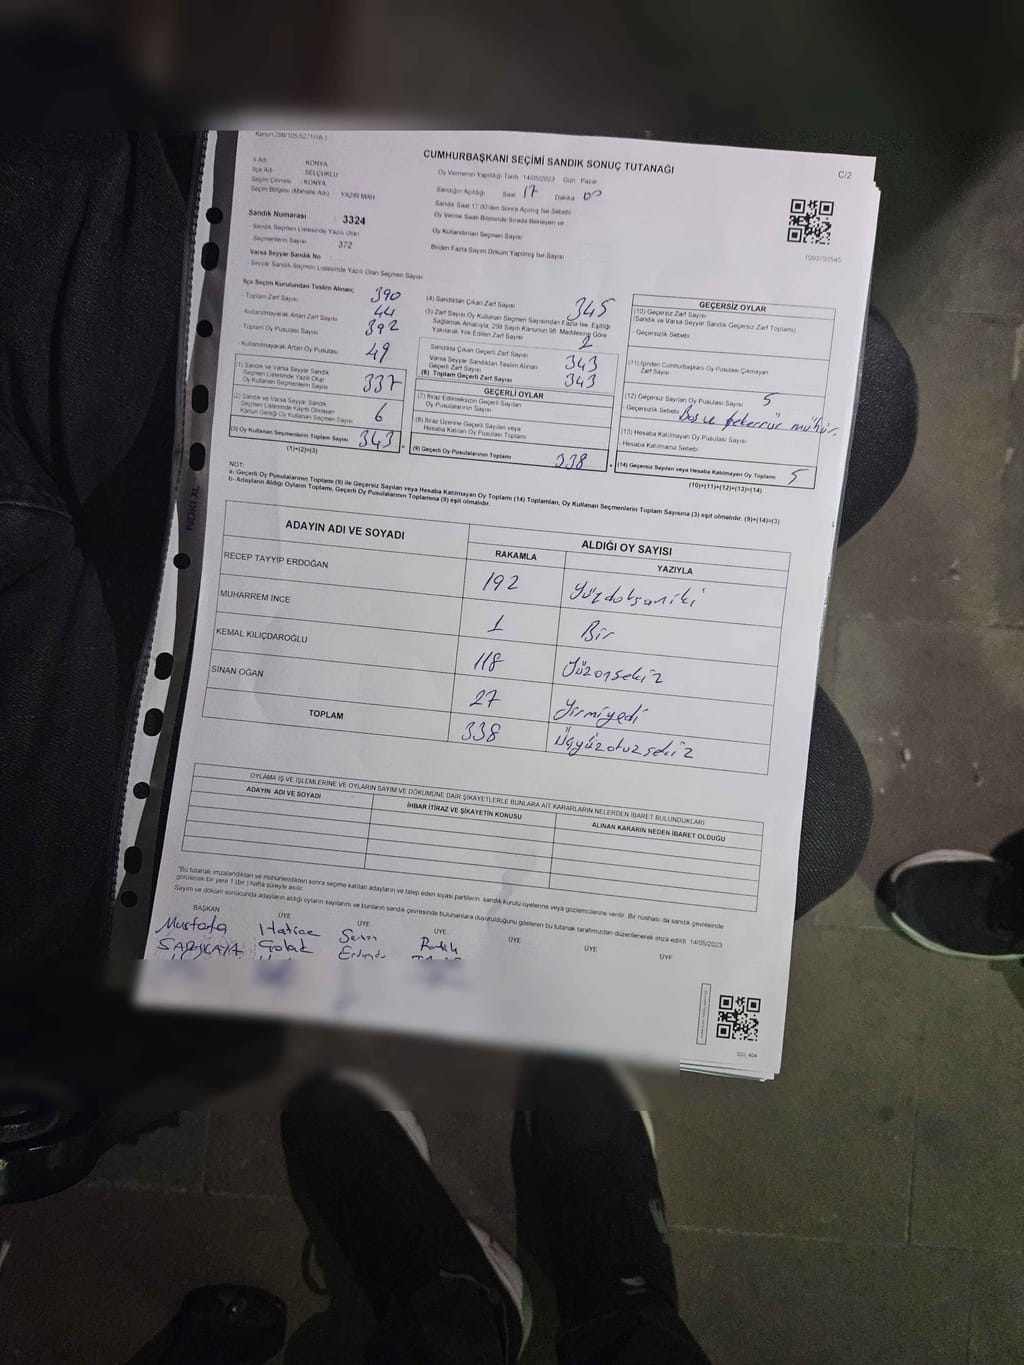 Kanun,298/105,6271/18-1
CUMHURBAŞKANI SEÇİMİ SANDIK SONUÇ TUTANAĞI
C/2
İl Adı : KONYA
İlçe Adı : SELÇUKLU
Seçim Çevresi : KONYA
Seçim Bölgesi (Mahalle Adı) YAZIR MAH
Oy Vermenin Yapıldığı Tarih :14/05/2023 Gün : Pazar
Sandığın Açıldığı Saat 17 Dakika 00
Sandık Saat 17.00'den Sonra Açılmış İse Sebebi
Oy Verme Saati Bitiminde Sırada Bekleyen ve
Oy Kullandırılan Seçmen Sayısı
Birden Fazla Sayım Döküm Yapılmış İse Sayısı
Sandık Numarası 3324
- Sandık Seçmen Listesinde Yazılı Olan
Seçmenlerin Sayısı 372
Varsa Seyyar Sandık No
- Seyyar Sandık Seçmen Listesinde Yazılı Olan Seçmen Sayısı
1093/93545
İlçe Seçim Kurulundan Teslim Alınan;
- Toplam Zarf Sayısı 390
- Kullanılmayarak Artan Zarf Sayısı 44
- Toplam Oy Pusulası Sayısı 392
- Kullanılmayarak Artan Oy Pusulası 49
(1) Sandık ve Varsa Seyyar Sandık
Seçmen Listesinde Yazılı Olup
Oy Kullanan Seçmenlerin Sayısı 337
(2) Sandık ve Varsa Seyyar Sandık
Seçmen Listesinde Kayıtlı Olmayan
Kanun Gereği Oy Kullanan Seçmen Sayısı 6
(3) Oy Kullanan Seçmenlerin Toplam Sayısı 343
(1)+(2)=(3)
(4) Sandıktan Çıkan Zarf Sayısı 345
(5) Zarf Sayısı Oy Kullanan Seçmen Sayısından Fazla İse, Eşitliği
Sağlamak Amacıyla; 298 Sayılı Kanunun 98. Maddesine Göre
Yakılarak Yok Edilen Zarf Sayısı 2
Sandıkta Çıkan Geçerli Zarf Sayısı 343
Varsa Seyyar Sandıktan Teslim Alınan
Geçerli Zarf Sayısı
(6) Toplam Geçerli Zarf Sayısı 343
GEÇERLİ OYLAR
(7) İtiraz Edilmeksizin Geçerli Sayılan
Oy Pusulalarının Sayısı
(8) İtiraz Üzerine Geçerli Sayılan veya
Hesaba Katılan Oy Pusulası Toplamı
(9) Geçerli Oy Pusulalarının Toplamı 338
GEÇERSİZ OYLAR
(10) Geçersiz Zarf Sayısı
(Sandık ve Varsa Seyyar Sandık Geçersiz Zarf Toplamı)
- Geçersizlik Sebebi
(11) İçinden Cumhurbaşkanı Oy Pusulası Çıkmayan
Zarf Sayısı
(12) Geçersiz Sayılan Oy Pusulası Sayısı 5
- Geçersizlik Sebebi Boş ve tekerrür mühür.
(13) Hesaba Katılmayan Oy Pusulası Sayısı
- Hesaba Katılmama Sebebi
(14) Geçersiz Sayılan veya Hesaba Katılmayan Oy Toplamı 5
(10)+(11)+(12)+(13)=(14)
NOT:
a- Geçerli Oy Pusulalarının Toplamı (9) ile Geçersiz Sayılan veya Hesaba Katılmayan Oy Toplamı (14) Toplamları, Oy Kullanan Seçmenlerin Toplam Sayısına (3) eşit olmalıdır. (9)+(14)=(3)
b- Adayların Aldığı Oyların Toplamı, Geçerli Oy Pusulalarının Toplamına (9) eşit olmalıdır.
ADAYIN ADI VE SOYADI
ALDIĞI OY SAYISI
RAKAMLA YAZIYLA
RECEP TAYYİP ERDOĞAN 192 Yüzdoksaniki
MUHARREM İNCE 1 Bir
KEMAL KILIÇDAROĞLU 118 Yüzonsekiz
SİNAN OĞAN 27 Yirmiyedi
TOPLAM 338 Üçyüzotuzsekiz
OYLAMA İŞ VE İŞLEMLERİNE VE OYLARIN SAYIM VE DÖKÜMÜNE DAİR ŞİKAYETLERLE BUNLARA AİT KARARLARIN NELERDEN İBARET BULUNDUKLARI
ADAYIN ADI VE SOYADI
İHBAR İTİRAZ VE ŞİKAYETİN KONUSU
ALINAN KARARIN NEDEN İBARET OLDUĞU
"Bu tutanak imzalandıktan ve mühürlendikten sonra seçime katılan adayların ve talep eden siyasi partilerin sandık kurulu üyelerine veya gözlemcilerine verilir. Bir nüshası da sandık çevresinde
görülecek bir yere 1 (bir ) hafta süreyle asılır.
Sayım ve döküm sonucunda adayların aldığı oyların sayılarını ve bunların sandık çevresinde bulunanlara duyurulduğunu gösteren bu tutanak tarafımızdan düzenlenerek imza edildi. 14/05/2023
BAŞKAN ÜYE ÜYE ÜYE ÜYE ÜYE ÜYE
Mustafa Hatice
SARIKAYA
SSI_404
NOKI XL